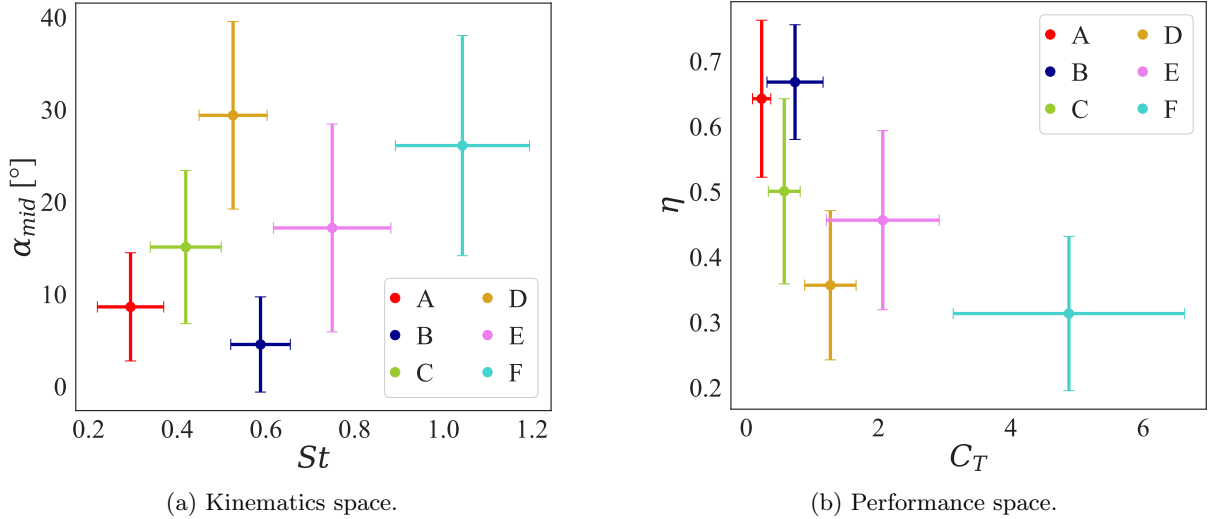 40
30
20
10
0
α_mid [°]
A
B
C
D
E
F
0.2 0.4 0.6 0.8 1.0 1.2
St
(a) Kinematics space.
0.7
0.6
0.5
0.4
0.3
0.2
η
A
B
C
D
E
F
0 2 4 6
C_T
(b) Performance space.